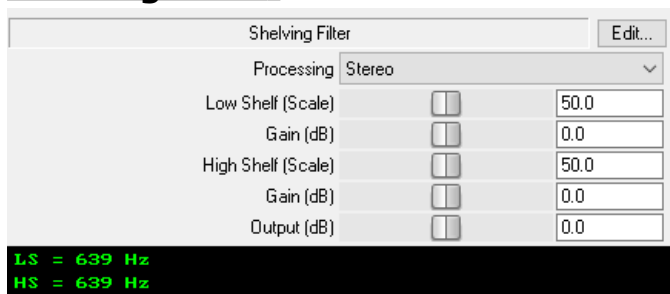 Shelving Filter Edit...
Processing Stereo
Low Shelf (Scale) 50.0
Gain (dB) 0.0
High Shelf (Scale) 50.0
Gain (dB) 0.0
Output (dB) 0.0
LS = 639 Hz
HS = 639 Hz